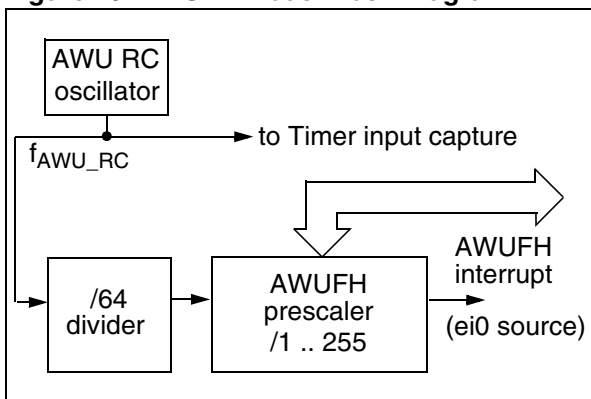 AWU RC
oscillator
to Timer input capture
fAWU_RC
/64
divider
AWUFH
prescaler
/1 .. 255
AWUFH
interrupt
(ei0 source)